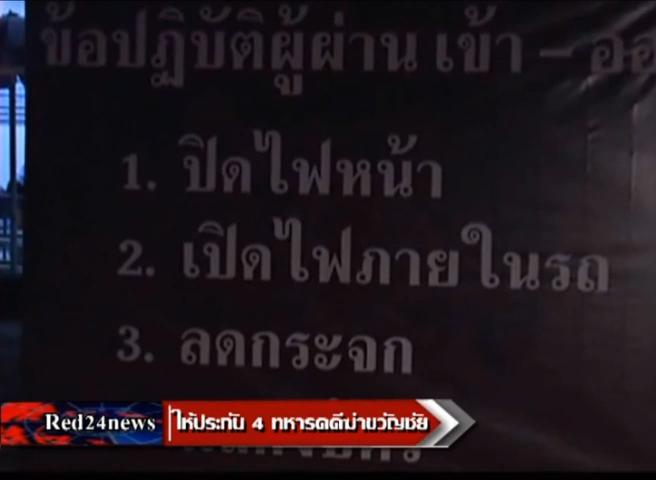 ข้อปฏิบัติผู้ผ่าน เข้า –
1. ปิดไฟหน้า
2. เปิดไฟภายในรถ
3. ลดกระจก
Red24news ให้ประกัน 4 ทหารคดีฆ่าขวัญชัย